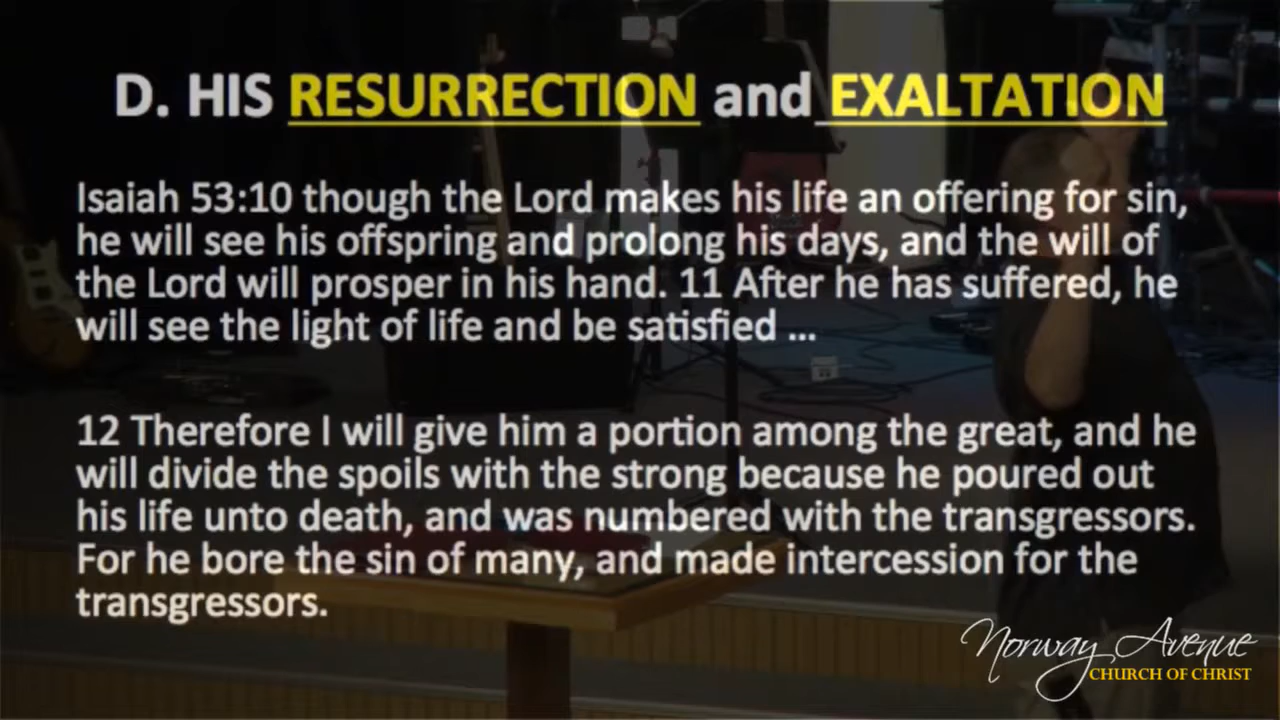 D. HIS RESURRECTION and EXALTATION
Isaiah 53:10 though the Lord makes his life an offering for sin,
he will see his offspring and prolong his days, and the will of
the Lord will prosper in his hand. 11 After he has suffered, he
will see the light of life and be satisfied ...
12 Therefore I will give him a portion among the great, and he
will divide the spoils with the strong because he poured out
his life unto death, and was numbered with the transgressors.
For he bore the sin of many, and made intercession for the
transgressors.
Norway Avenue
CHURCH OF CHRIST